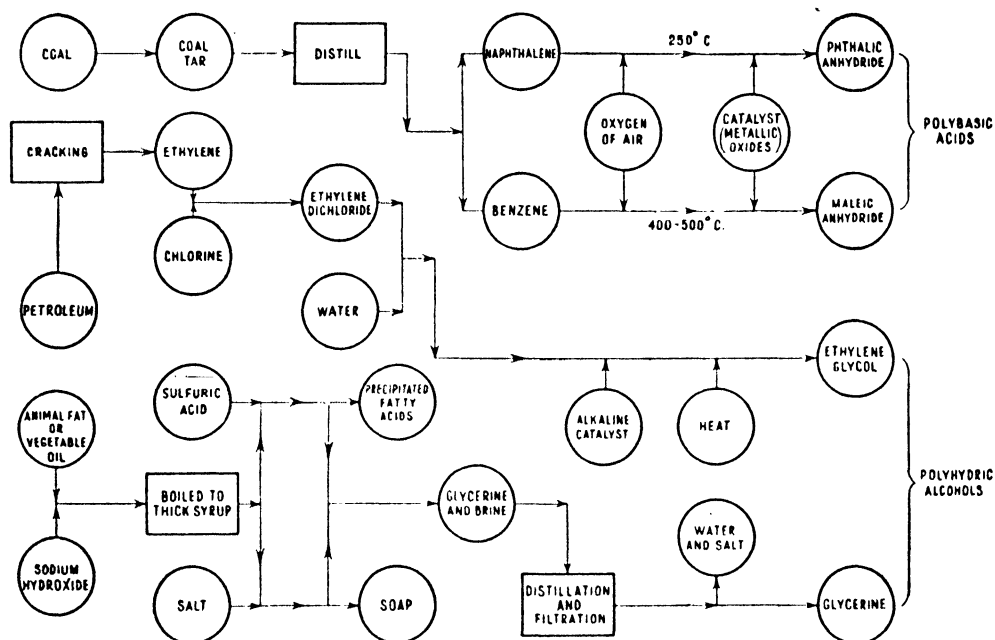 COAL
COAL
TAR
DISTILL
NAPHTHALENE
250° C
PHTHALIC
ANHYDRIDE
OXYGEN
OF AIR
CATALYST
(METALLIC
OXIDES)
POLYBASIC
ACIDS
CRACKING
ETHYLENE
ETHYLENE
DICHLORIDE
BENZENE
400-500° C.
MALEIC
ANHYDRIDE
CHLORINE
PETROLEUM
WATER
ETHYLENE
GLYCOL
SULFURIC
ACID
PRECIPITATED
FATTY
ACIDS
ALKALINE
CATALYST
HEAT
ANIMAL FAT
OR
VEGETABLE
OIL
BOILED TO
THICK SYRUP
GLYCERINE
AND BRINE
POLYHYDRIC
ALCOHOLS
WATER
AND SALT
SODIUM
HYDROXIDE
SALT
SOAP
DISTILLATION
AND
FILTRATION
GLYCERINE